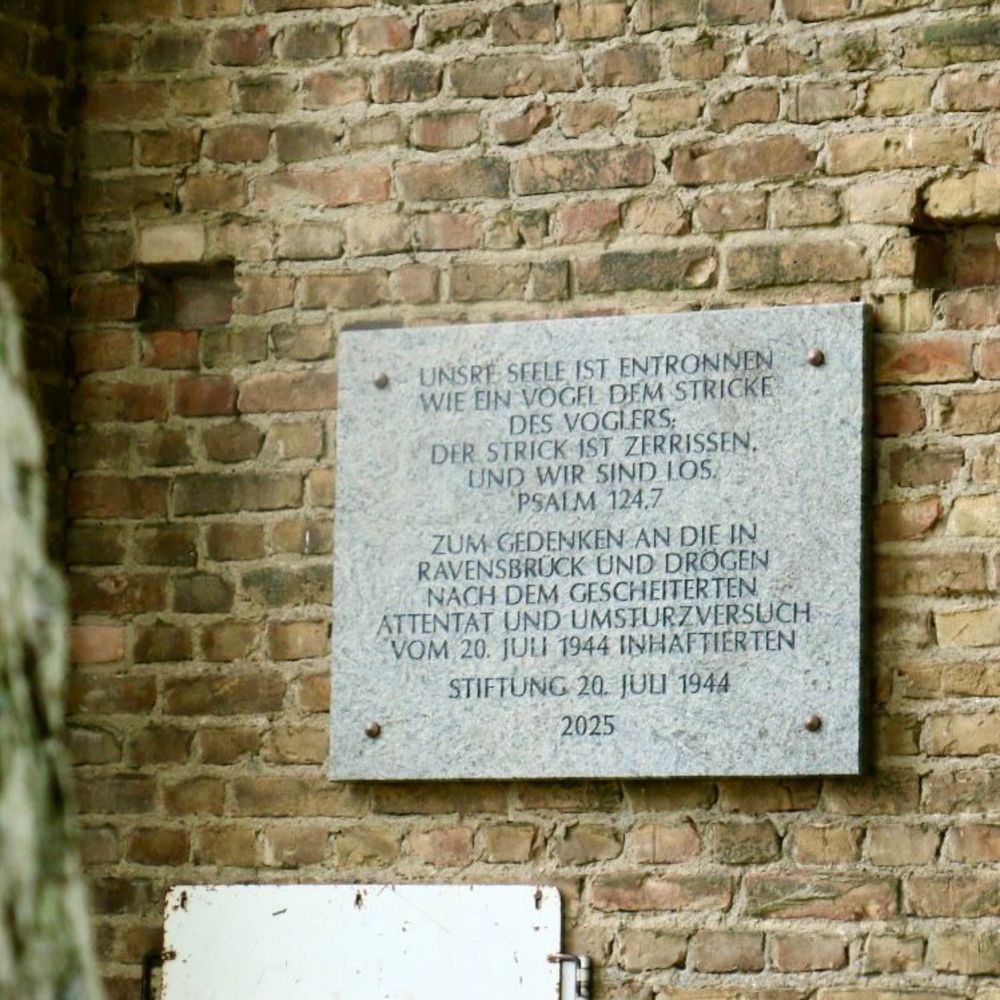 UNSRE SEELE IST ENTRONNEN
WIE EIN VOGEL DEM STRICKE
DES VOGLERS;
DER STRICK IST ZERRISSEN,
UND WIR SIND LOS.
PSALM 124,7
ZUM GEDENKEN AN DIE IN
RAVENSBRÜCK UND DRÖGEN
NACH DEM GESCHEITERTEN
ATTENTAT UND UMSTURZVERSUCH
VOM 20. JULI 1944 INHAFTIERTEN
STIFTUNG 20. JULI 1944
2025